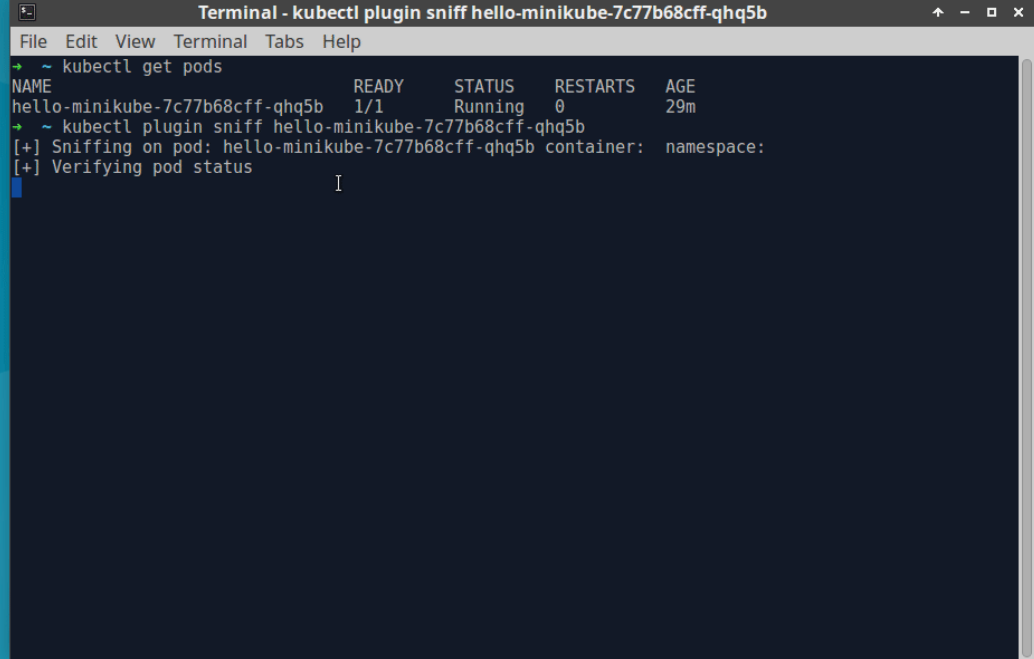 Terminal - kubectl plugin sniff hello-minikube-7c77b68cff-qhq5b
File Edit View Terminal Tabs Help
➜ ~ kubectl get pods
NAME READY STATUS RESTARTS AGE
hello-minikube-7c77b68cff-qhq5b 1/1 Running 0 29m
➜ ~ kubectl plugin sniff hello-minikube-7c77b68cff-qhq5b
[+] Sniffing on pod: hello-minikube-7c77b68cff-qhq5b container:  namespace:
[+] Verifying pod status